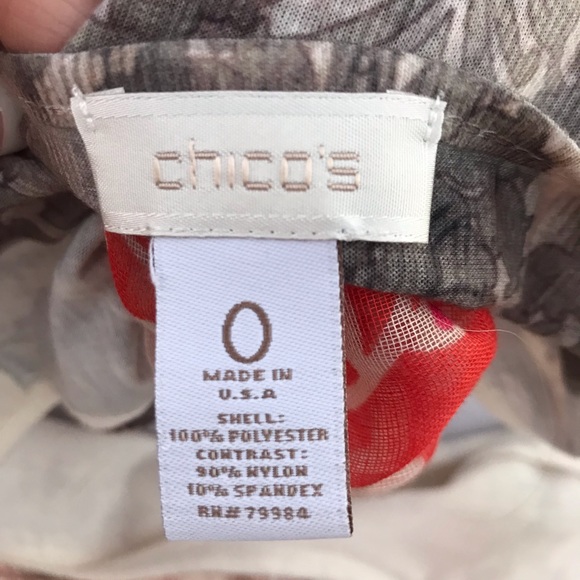 chico's
0
MADE IN
U.S.A
SHELL:
100% POLYESTER
CONTRAST:
90% NYLON
10% SPANDEX
RN# 79984